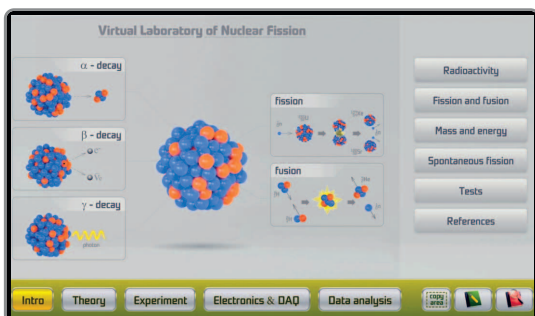 Virtual Laboratory of Nuclear Fission
α - decay
β - decay
γ - decay
photon
fission
fusion
Radioactivity
Fission and fusion
Mass and energy
Spontaneous fission
Tests
References
Intro
Theory
Experiment
Electronics & DAQ
Data analysis
copy
area